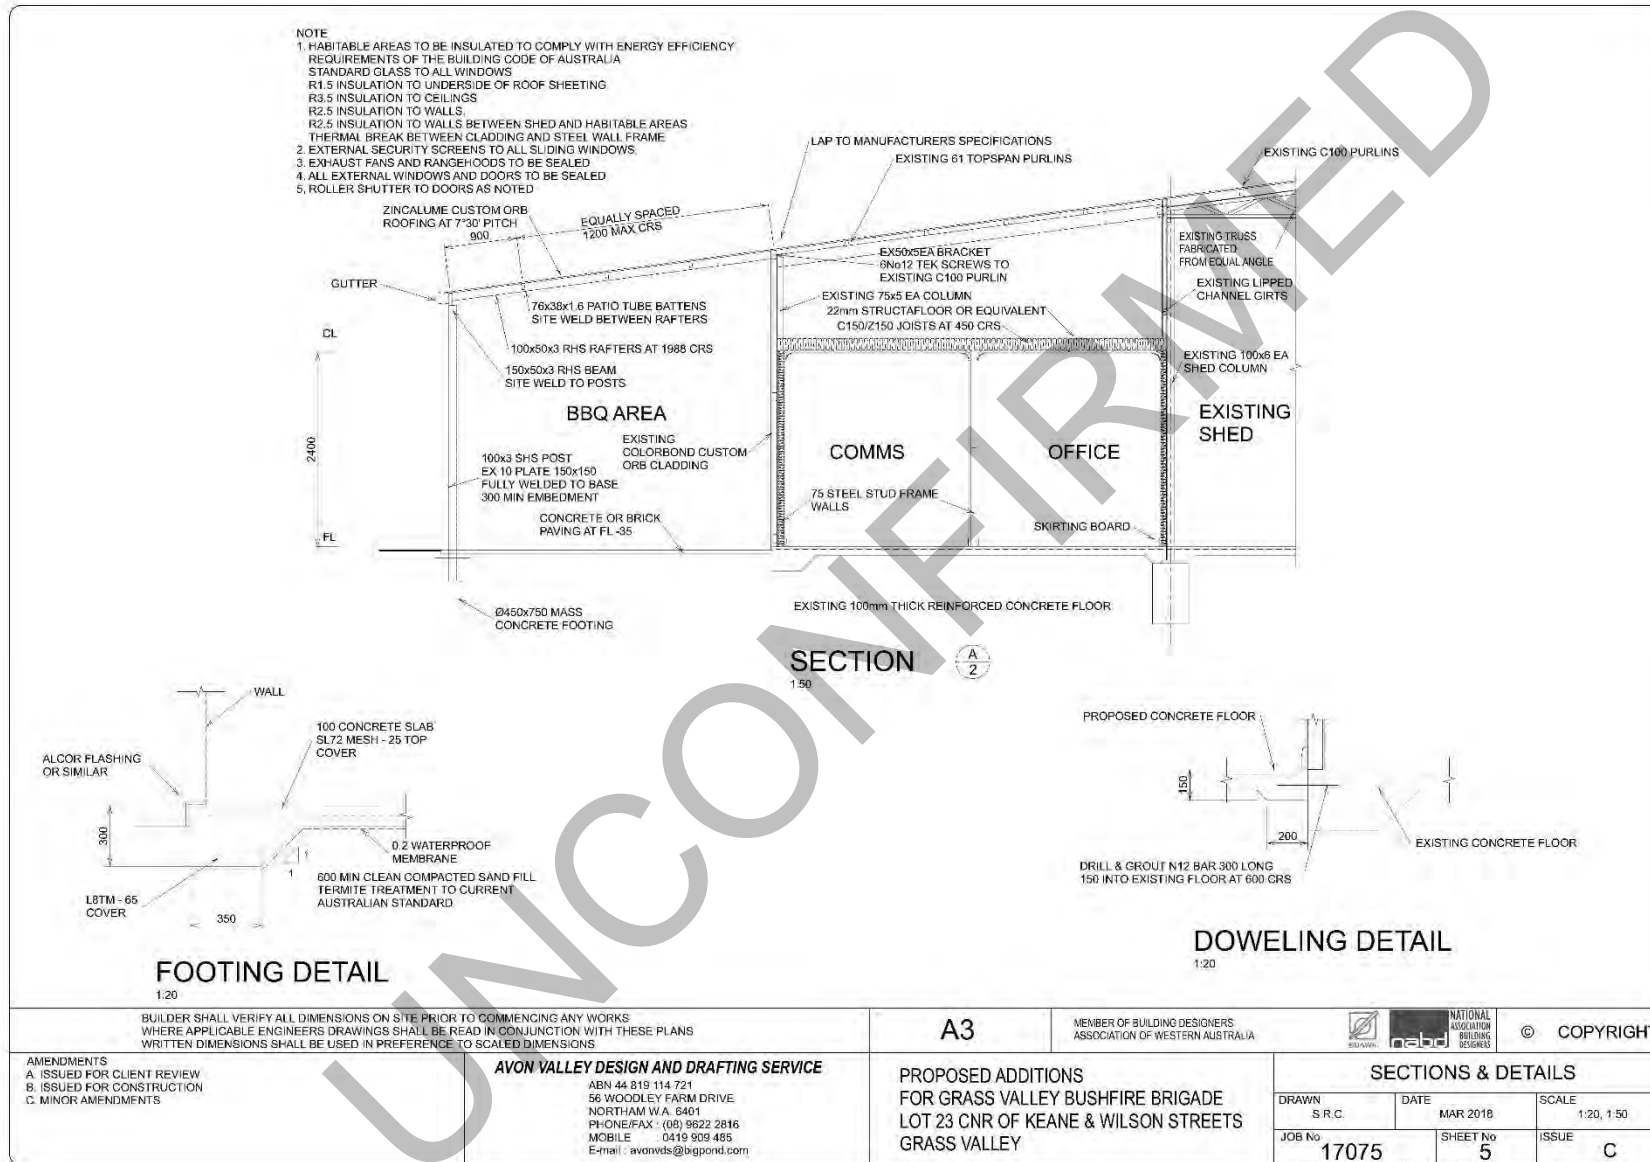 NOTE
1. HABITABLE AREAS TO BE INSULATED TO COMPLY WITH ENERGY EFFICIENCY
REQUIREMENTS OF THE BUILDING CODE OF AUSTRALIA
STANDARD GLASS TO ALL WINDOWS
R1.5 INSULATION TO UNDERSIDE OF ROOF SHEETING
R3.5 INSULATION TO CEILINGS
R2.5 INSULATION TO WALLS,
R2.5 INSULATION TO WALLS BETWEEN SHED AND HABITABLE AREAS
THERMAL BREAK BETWEEN CLADDING AND STEEL WALL FRAME
2. EXTERNAL SECURITY SCREENS TO ALL SLIDING WINDOWS
3. EXHAUST FANS AND RANGEHOODS TO BE SEALED
4. ALL EXTERNAL WINDOWS AND DOORS TO BE SEALED
5. ROLLER SHUTTER TO DOORS AS NOTED
LAP TO MANUFACTURERS SPECIFICATIONS
EXISTING 61 TOPSPAN PURLINS
EXISTING C100 PURLINS
ZINCALUME CUSTOM ORB
ROOFING AT 7°30' PITCH
900
EQUALLY SPACED
1200 MAX CRS
GUTTER
EX50x5EA BRACKET
6No12 TEK SCREWS TO
EXISTING C100 PURLIN
EXISTING TRUSS
FABRICATED
FROM EQUAL ANGLE
EXISTING LIPPED
CHANNEL GIRTS
76x38x1.6 PATIO TUBE BATTENS
SITE WELD BETWEEN RAFTERS
EXISTING 75x5 EA COLUMN
22mm STRUCTAFLOOR OR EQUIVALENT
C150/Z150 JOISTS AT 450 CRS
CL
100x50x3 RHS RAFTERS AT 1988 CRS
150x50x3 RHS BEAM
SITE WELD TO POSTS
EXISTING 100x6 EA
SHED COLUMN
BBQ AREA
EXISTING
SHED
2400
EXISTING
COLORBOND CUSTOM
ORB CLADDING
COMMS
OFFICE
100x3 SHS POST
EX 10 PLATE 150x150
FULLY WELDED TO BASE
300 MIN EMBEDMENT
75 STEEL STUD FRAME
WALLS
CONCRETE OR BRICK
PAVING AT FL -35
SKIRTING BOARD
FL
Ø450x750 MASS
CONCRETE FOOTING
EXISTING 100mm THICK REINFORCED CONCRETE FLOOR
SECTION
1:50
A
2
WALL
100 CONCRETE SLAB
SL72 MESH - 25 TOP
COVER
ALCOR FLASHING
OR SIMILAR
300
0.2 WATERPROOF
MEMBRANE
1
1
600 MIN CLEAN COMPACTED SAND FILL
TERMITE TREATMENT TO CURRENT
AUSTRALIAN STANDARD
L8TM - 65
COVER
350
FOOTING DETAIL
1:20
PROPOSED CONCRETE FLOOR
150
200
EXISTING CONCRETE FLOOR
DRILL & GROUT N12 BAR 300 LONG
150 INTO EXISTING FLOOR AT 600 CRS
DOWELING DETAIL
1:20
UNCONFIRMED
BUILDER SHALL VERIFY ALL DIMENSIONS ON SITE PRIOR TO COMMENCING ANY WORKS
WHERE APPLICABLE ENGINEERS DRAWINGS SHALL BE READ IN CONJUNCTION WITH THESE PLANS
WRITTEN DIMENSIONS SHALL BE USED IN PREFERENCE TO SCALED DIMENSIONS
A3
MEMBER OF BUILDING DESIGNERS
ASSOCIATION OF WESTERN AUSTRALIA
BDAWA
nabd
NATIONAL
ASSOCIATION
BUILDING
DESIGNERS
© COPYRIGHT
AMENDMENTS
A. ISSUED FOR CLIENT REVIEW
B. ISSUED FOR CONSTRUCTION
C. MINOR AMENDMENTS
AVON VALLEY DESIGN AND DRAFTING SERVICE
ABN 44 819 114 721
56 WOODLEY FARM DRIVE
NORTHAM W.A. 6401
PHONE/FAX : (08) 9622 2816
MOBILE : 0419 909 485
E-mail : avonvds@bigpond.com
PROPOSED ADDITIONS
FOR GRASS VALLEY BUSHFIRE BRIGADE
LOT 23 CNR OF KEANE & WILSON STREETS
GRASS VALLEY
SECTIONS & DETAILS
DRAWN
S.R.C.
DATE
MAR 2018
SCALE
1:20, 1:50
JOB No
17075
SHEET No
5
ISSUE
C